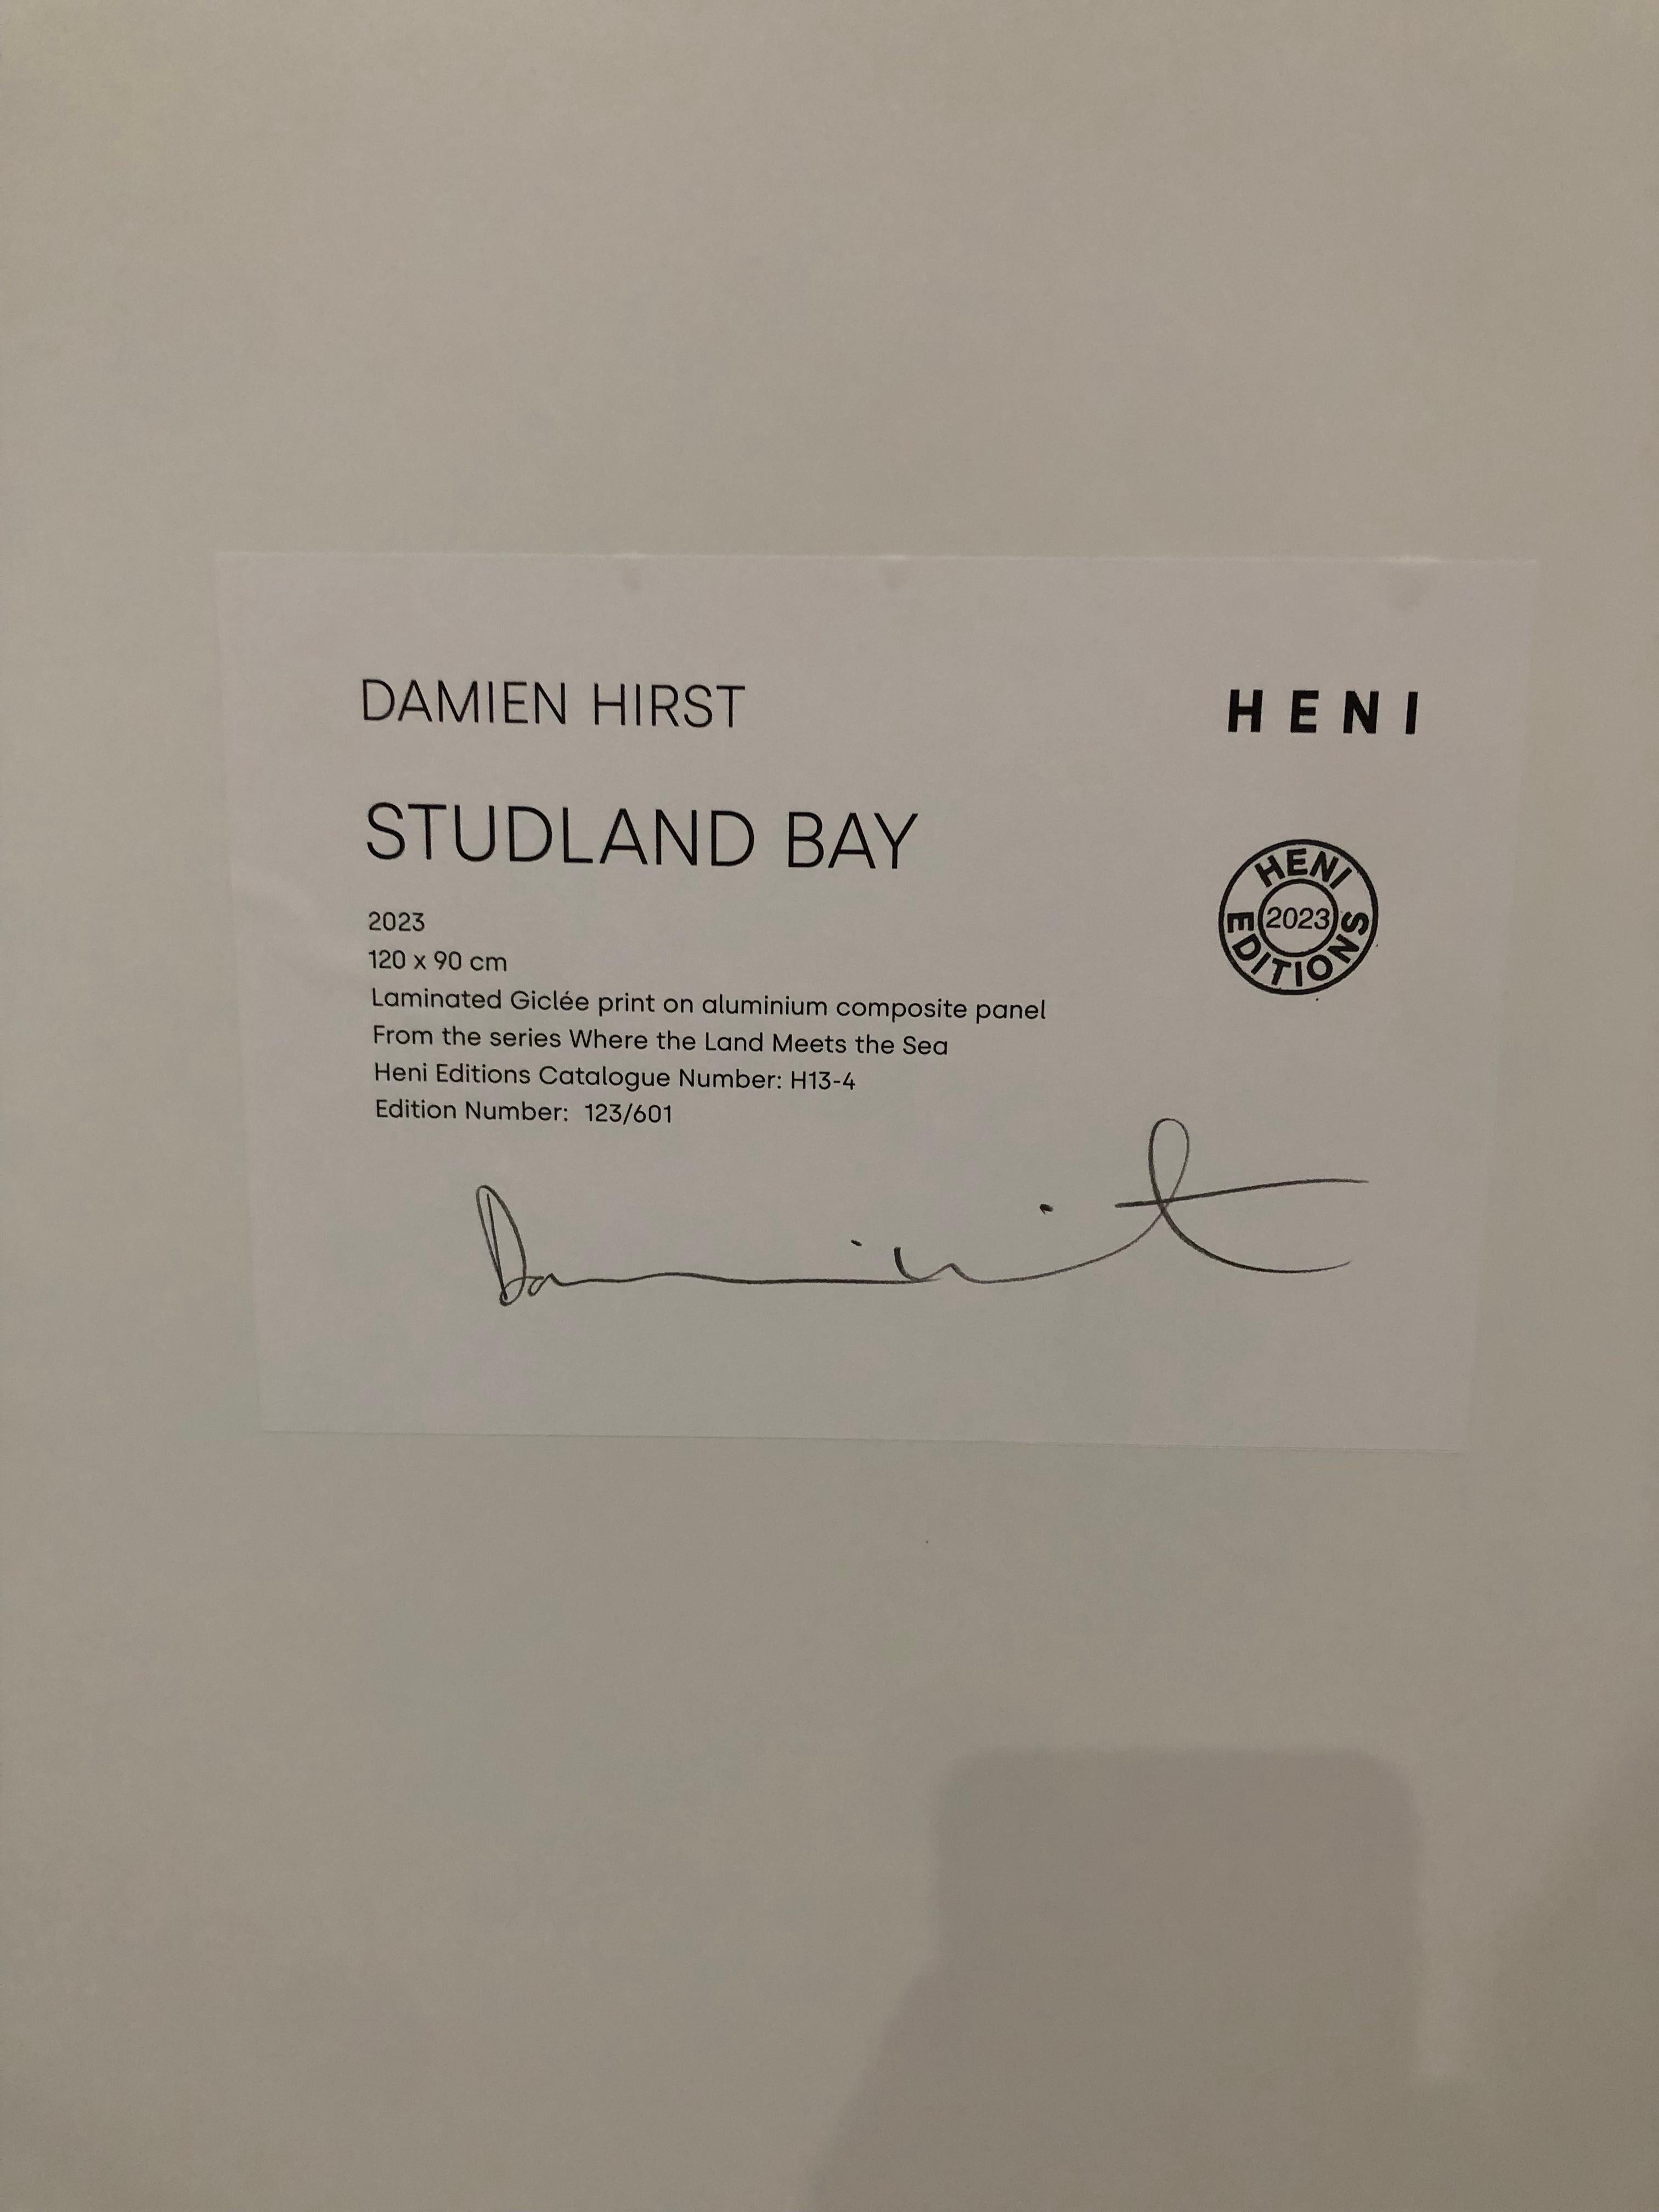 DAMIEN HIRST
HENI
STUDLAND BAY
HENI EDITIONS
2023
2023
120 x 90 cm
Laminated Giclée print on aluminium composite panel
From the series Where the Land Meets the Sea
Heni Editions Catalogue Number: H13-4
Edition Number: 123/601